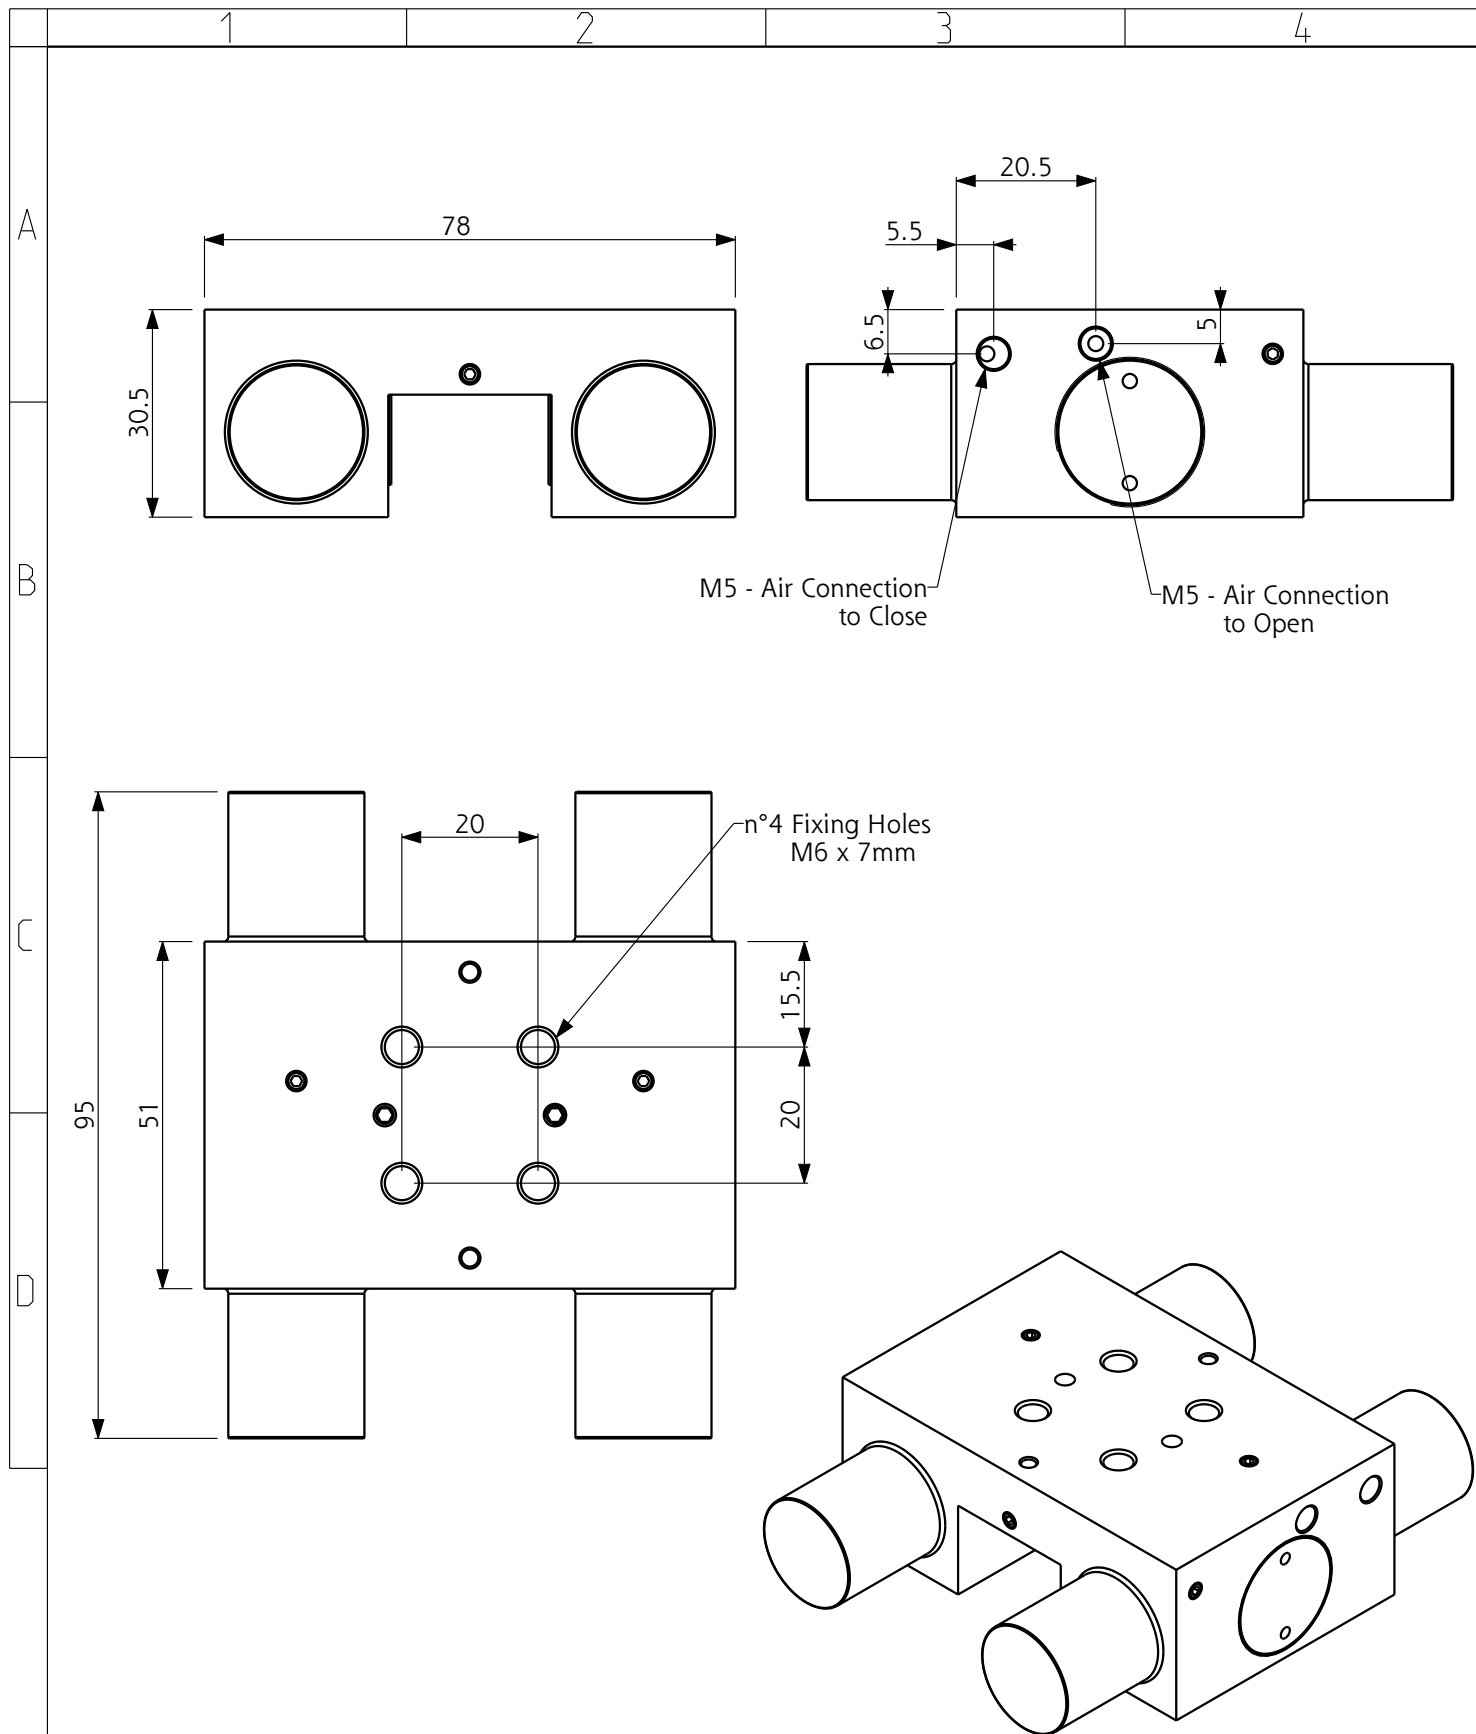 1 2 3 4
A
B
C
D
78
30.5
20.5
5.5
6.5
5
M5 - Air Connection
to Close
M5 - Air Connection
to Open
20
n°4 Fixing Holes
M6 x 7mm
15.5
20
51
95